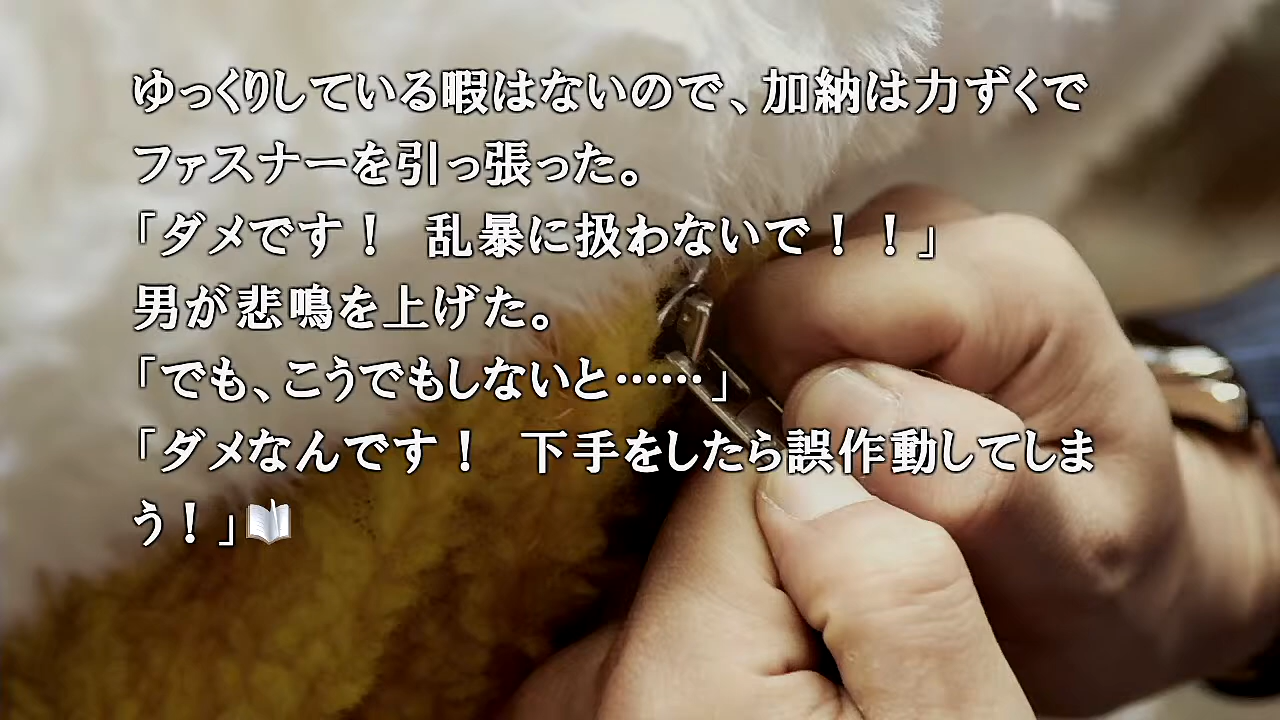 ゆっくりしている暇はないので、加納は力ずくで
ファスナーを引っ張った。
「ダメです！　乱暴に扱わないで！！」
男が悲鳴を上げた。
「でも、こうでもしないと……」
「ダメなんです！　下手をしたら誤作動してしま
う！」